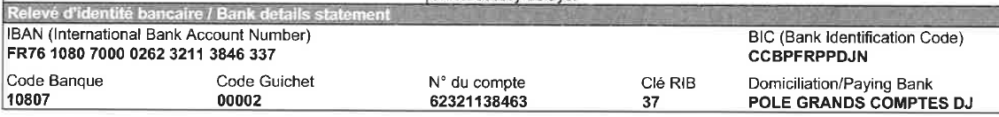 Relevé d'identité bancaire / Bank details statement
IBAN (International Bank Account Number)
BIC (Bank Identification Code)
FR76 1080 7000 0262 3211 3846 337
CCBPFRPPDJN
Code Banque Code Guichet N° du compte Clé RIB Domiciliation/Paying Bank
10807 00002 62321138463 37 POLE GRANDS COMPTES DJ